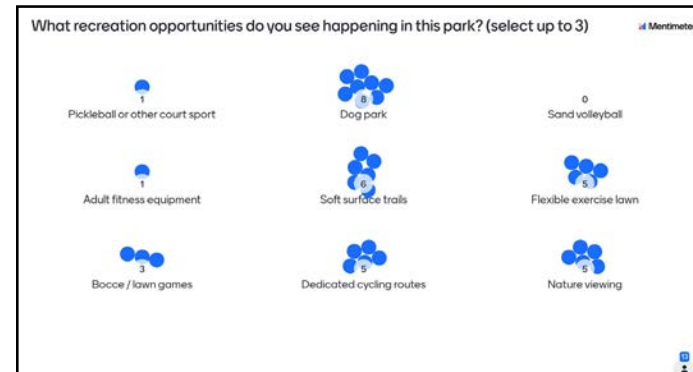 What recreation opportunities do you see happening in this park? (select up to 3)
Mentimete
1
8
0
Pickleball or other court sport
Dog park
Sand volleyball
1
6
5
Adult fitness equipment
Soft surface trails
Flexible exercise lawn
3
5
5
Bocce / lawn games
Dedicated cycling routes
Nature viewing
13